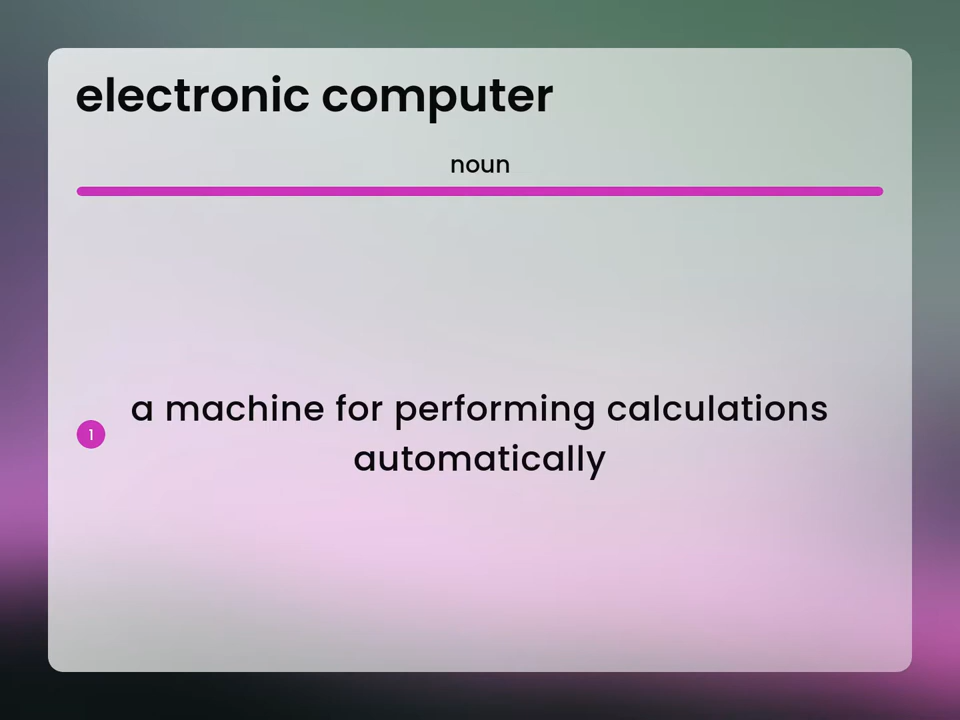 electronic computer
noun
1
a machine for performing calculations
automatically